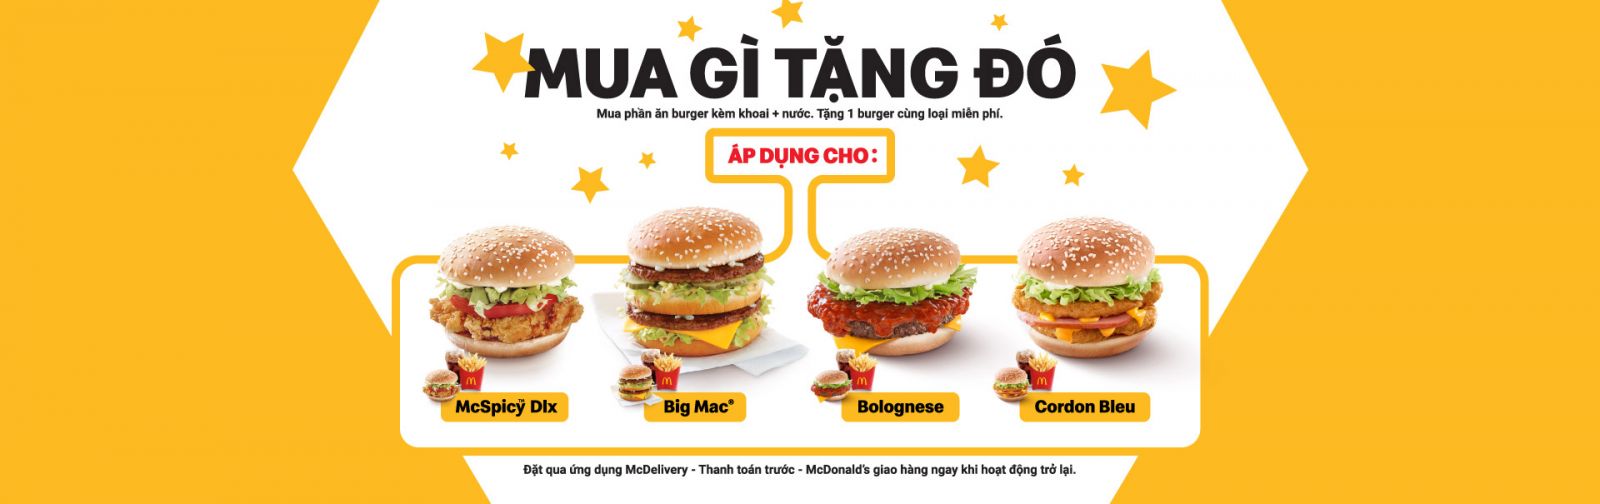 MUA GÌ TẶNG ĐÓ
Mua phần ăn burger kèm khoai + nước. Tặng 1 burger cùng loại miễn phí.
ÁP DỤNG CHO:
McSpicy™ Dlx
Big Mac®
Bolognese
Cordon Bleu
Đặt qua ứng dụng McDelivery - Thanh toán trước - McDonald's giao hàng ngay khi hoạt động trở lại.